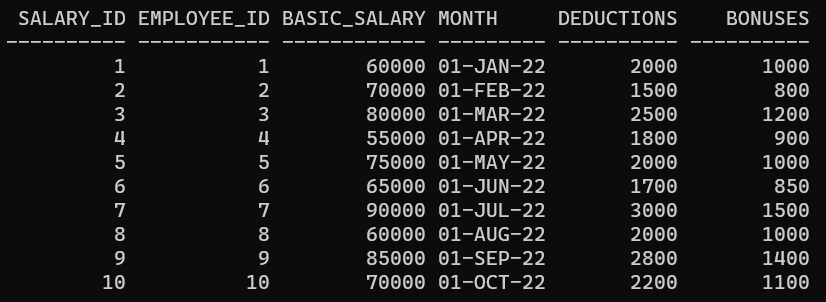 SALARY_ID EMPLOYEE_ID BASIC_SALARY MONTH DEDUCTIONS BONUSES
---------- ----------- ------------ --------- ---------- ----------
1 1 60000 01-JAN-22 2000 1000
2 2 70000 01-FEB-22 1500 800
3 3 80000 01-MAR-22 2500 1200
4 4 55000 01-APR-22 1800 900
5 5 75000 01-MAY-22 2000 1000
6 6 65000 01-JUN-22 1700 850
7 7 90000 01-JUL-22 3000 1500
8 8 60000 01-AUG-22 2000 1000
9 9 85000 01-SEP-22 2800 1400
10 10 70000 01-OCT-22 2200 1100